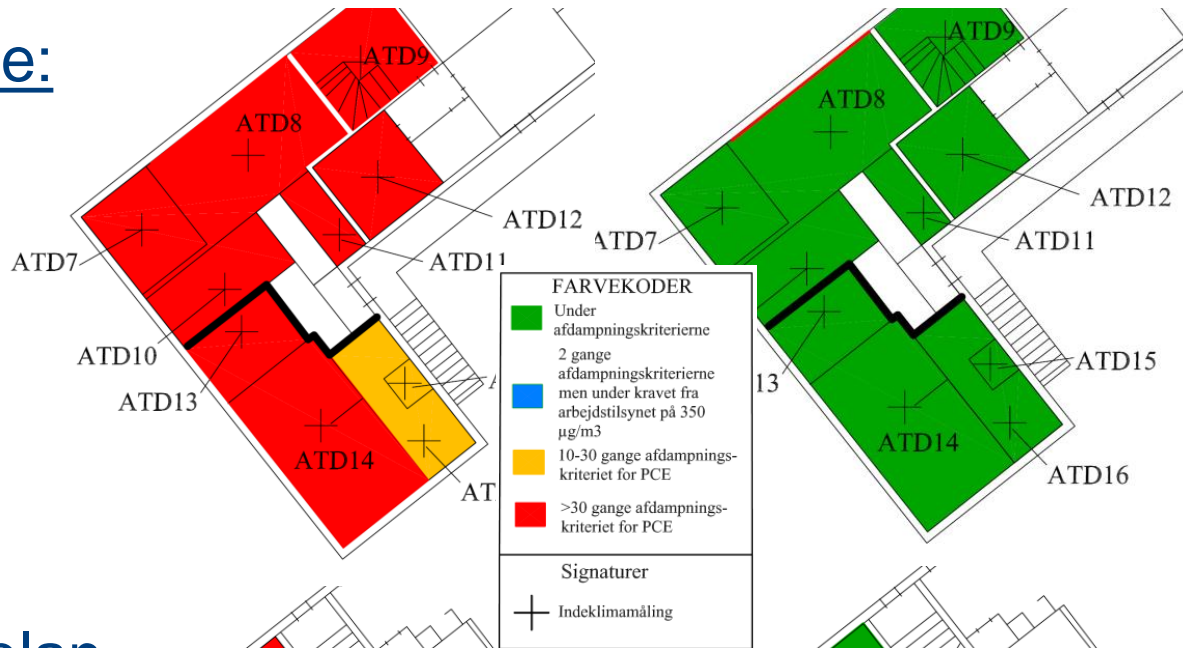 e:
ATD9
ATD8
ATD12
ATD7
ATD11
ATD10
ATD13
ATD14
AT
ATD9
ATD8
ATD12
ATD7
ATD11
13
ATD15
ATD14
ATD16
FARVEKODER
Under
afdampningskriterierne
2 gange
afdampningskriterierne
men under kravet fra
arbejdstilsynet på 350
µg/m3
10-30 gange afdampnings-
kriteriet for PCE
>30 gange afdampnings-
kriteriet for PCE
Signaturer
Indeklimamåling
plan